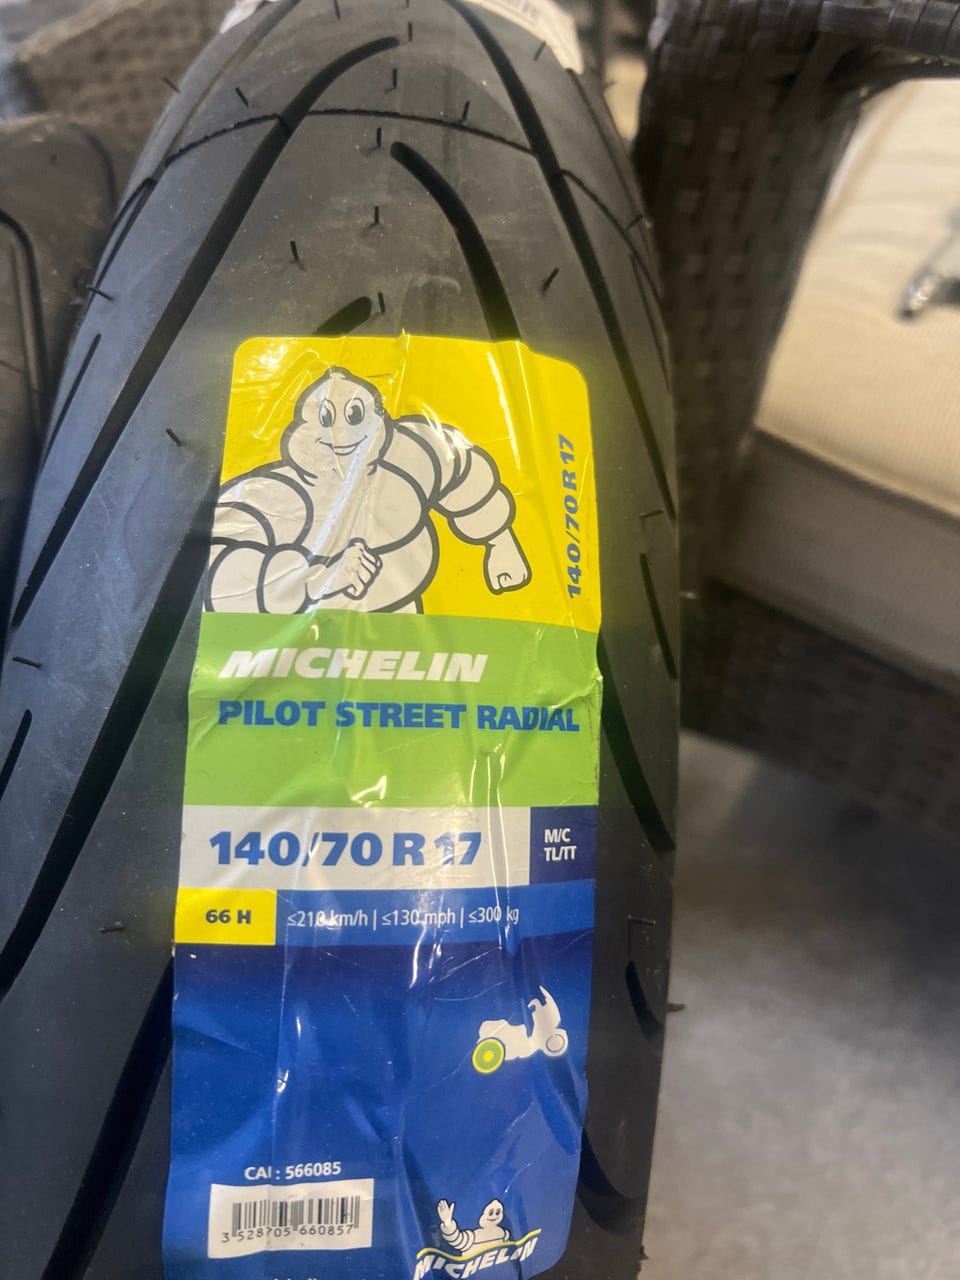 140/70 R 17
MICHELIN
PILOT STREET RADIAL
140/70 R 17
M/C
TL/TT
66 H
≤210 km/h | ≤130 mph | ≤300 kg
CAI : 566085
3 528705 660857
MICHELIN